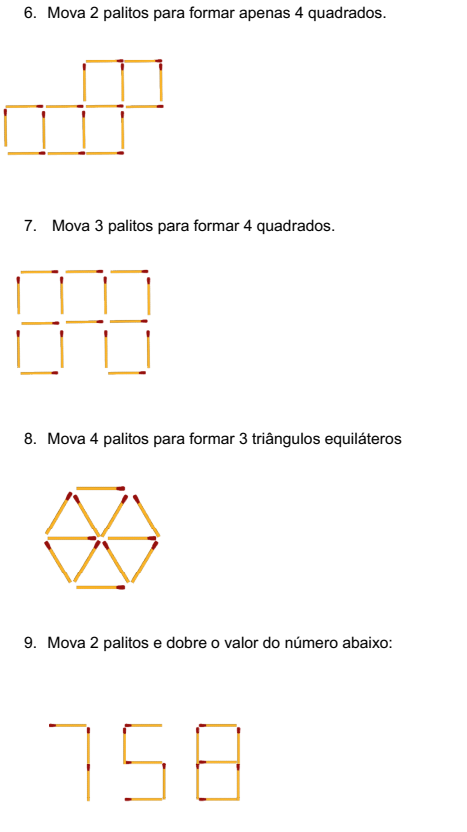 6. Mova 2 palitos para formar apenas 4 quadrados.
7. Mova 3 palitos para formar 4 quadrados.
8. Mova 4 palitos para formar 3 triângulos equiláteros
9. Mova 2 palitos e dobre o valor do número abaixo:
758